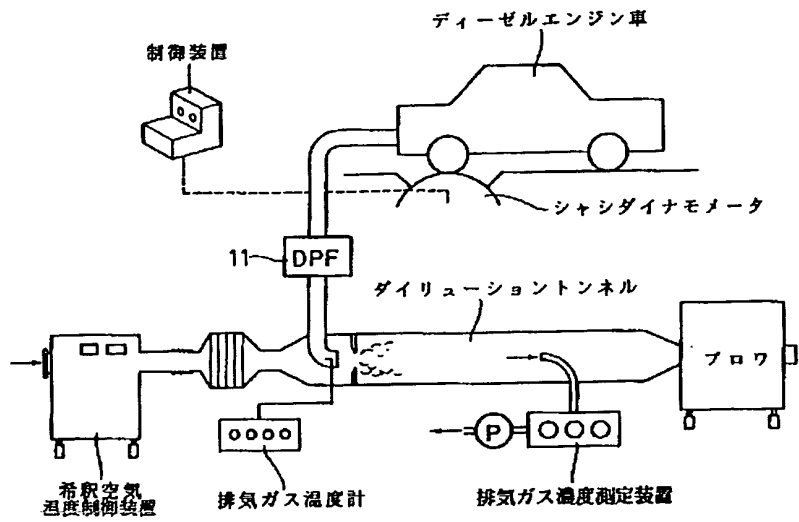 ディーゼルエンジン車
制御装置
シャシダイナモメータ
11
DPF
ダイリューショントンネル
ブロワ
P
希釈空気
温度制御装置
排気ガス温度計
排気ガス濃度測定装置